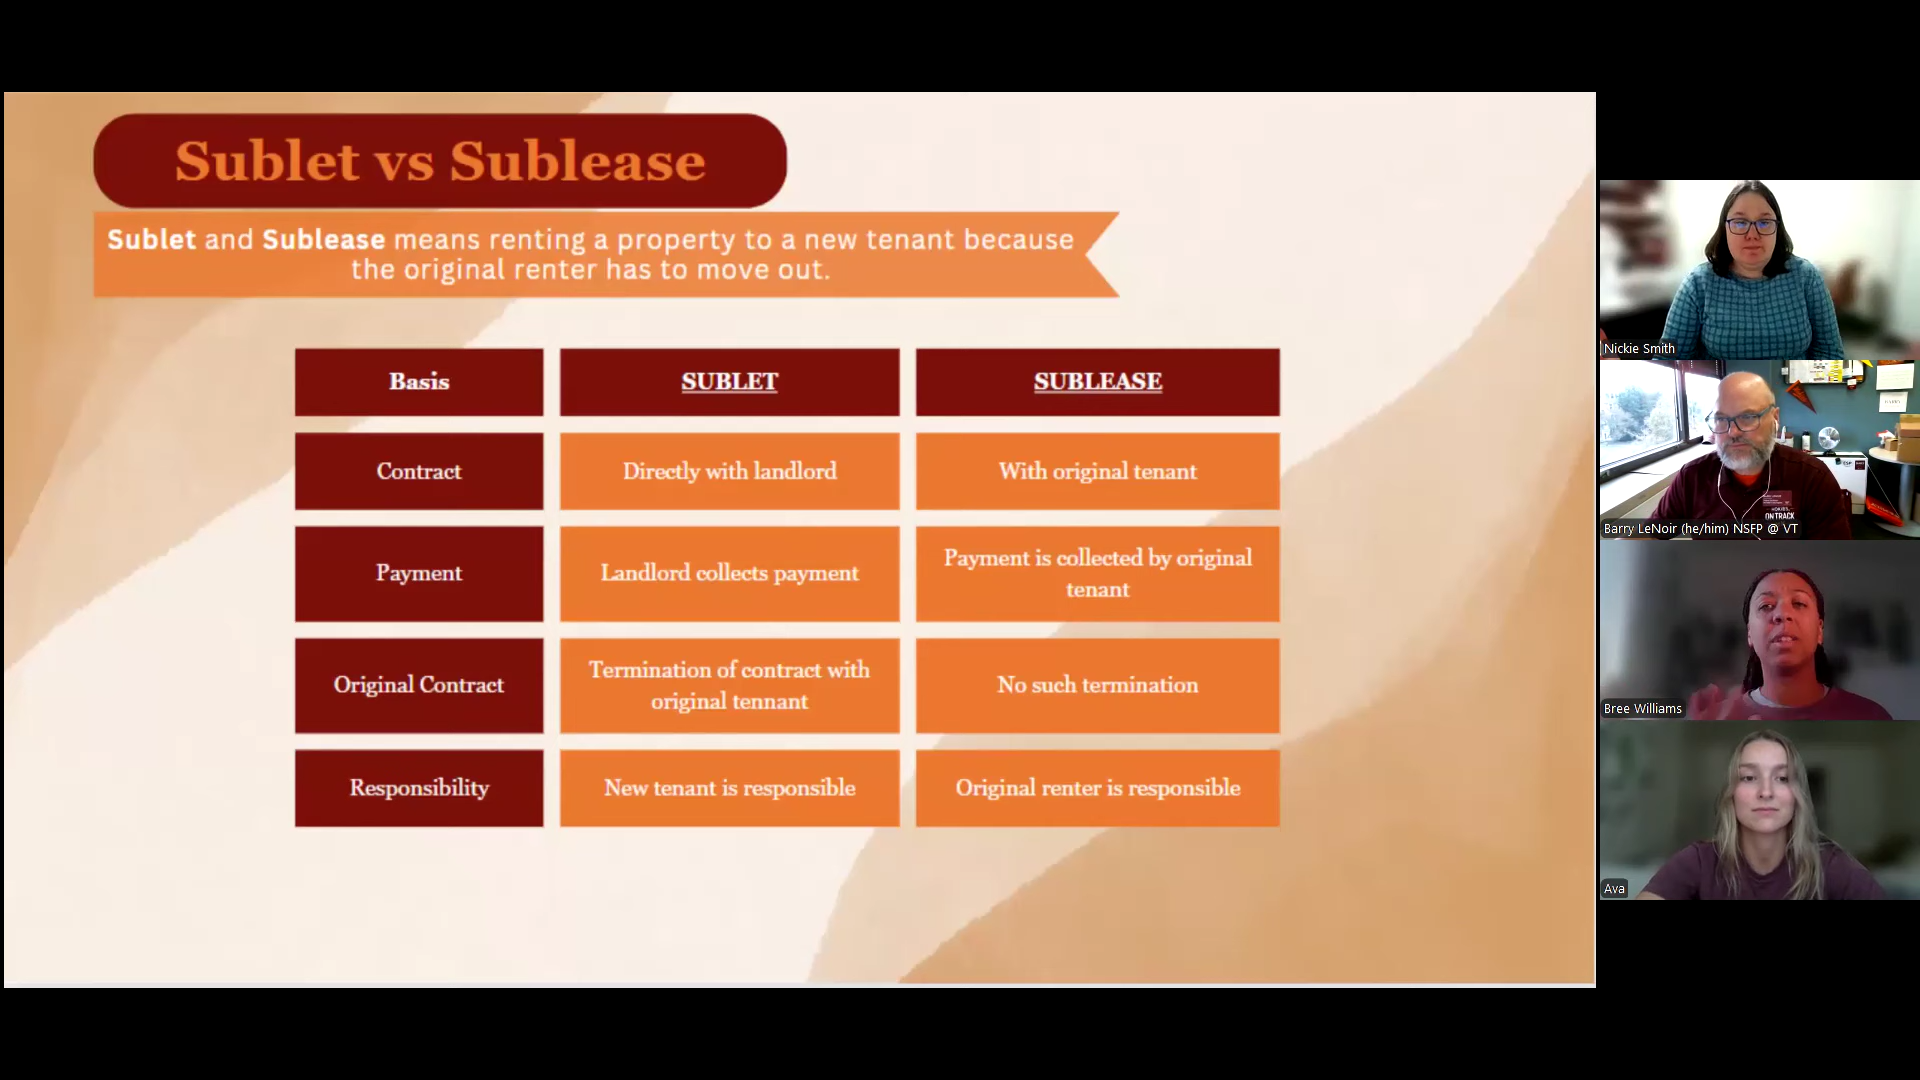 Sublet vs Sublease
Sublet and Sublease means renting a property to a new tenant because
the original renter has to move out.
Basis
SUBLET
SUBLEASE
Contract
Directly with landlord
With original tenant
Payment
Landlord collects payment
Payment is collected by original
tenant
Original Contract
Termination of contract with
original tennant
No such termination
Responsibility
New tenant is responsible
Original renter is responsible
Nickie Smith
ON TRACK
Barry LeNoir (he/him) NSFP @ VT
Bree Williams
Ava